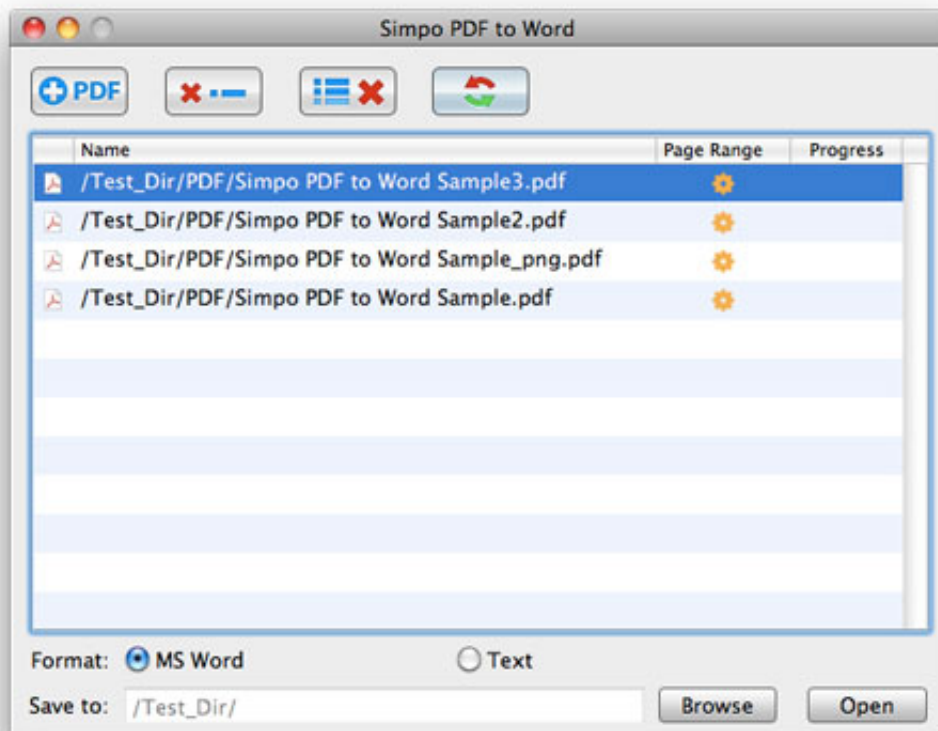 Simpo PDF to Word
PDF
Name Page Range Progress
/Test_Dir/PDF/Simpo PDF to Word Sample3.pdf
/Test_Dir/PDF/Simpo PDF to Word Sample2.pdf
/Test_Dir/PDF/Simpo PDF to Word Sample_png.pdf
/Test_Dir/PDF/Simpo PDF to Word Sample.pdf
Format: MS Word Text
Save to: /Test_Dir/ Browse Open